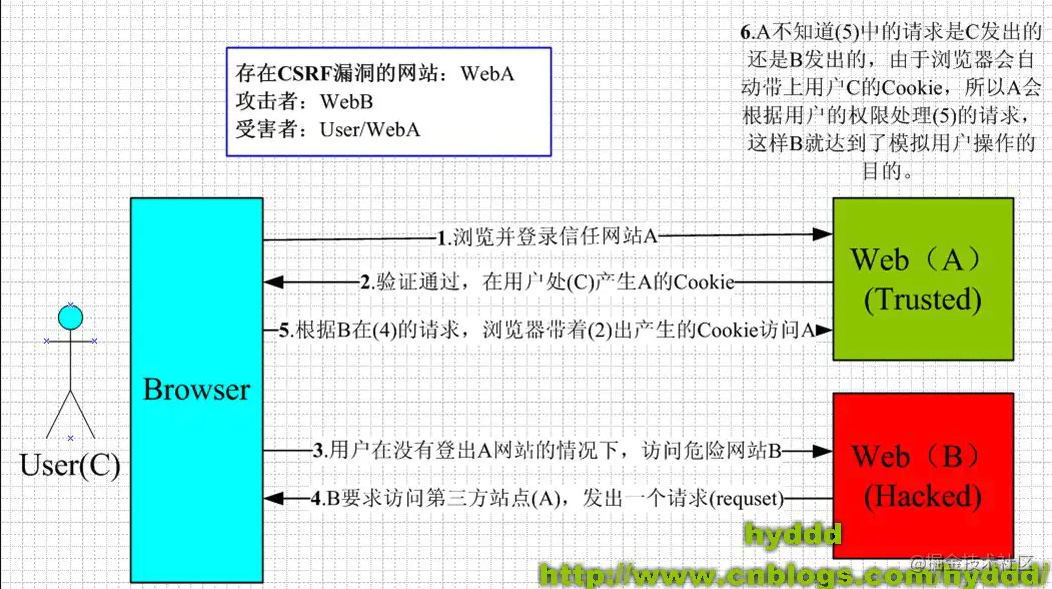 存在CSRF漏洞的网站：WebA
攻击者：WebB
受害者：User/WebA
6.A不知道(5)中的请求是C发出的
还是B发出的，由于浏览器会自
动带上用户C的Cookie，所以A会
根据用户的权限处理(5)的请求，
这样B就达到了模拟用户操作的
目的。
1.浏览并登录信任网站A
2.验证通过，在用户处(C)产生A的Cookie
5.根据B在(4)的请求，浏览器带着(2)出产生的Cookie访问A
3.用户在没有登出A网站的情况下，访问危险网站B
4.B要求访问第三方站点(A)，发出一个请求(requset)
User(C)
Browser
Web（A）
(Trusted)
Web（B）
(Hacked)
hyddd
@掘金技术社区
http://www.cnblogs.com/hyddd/